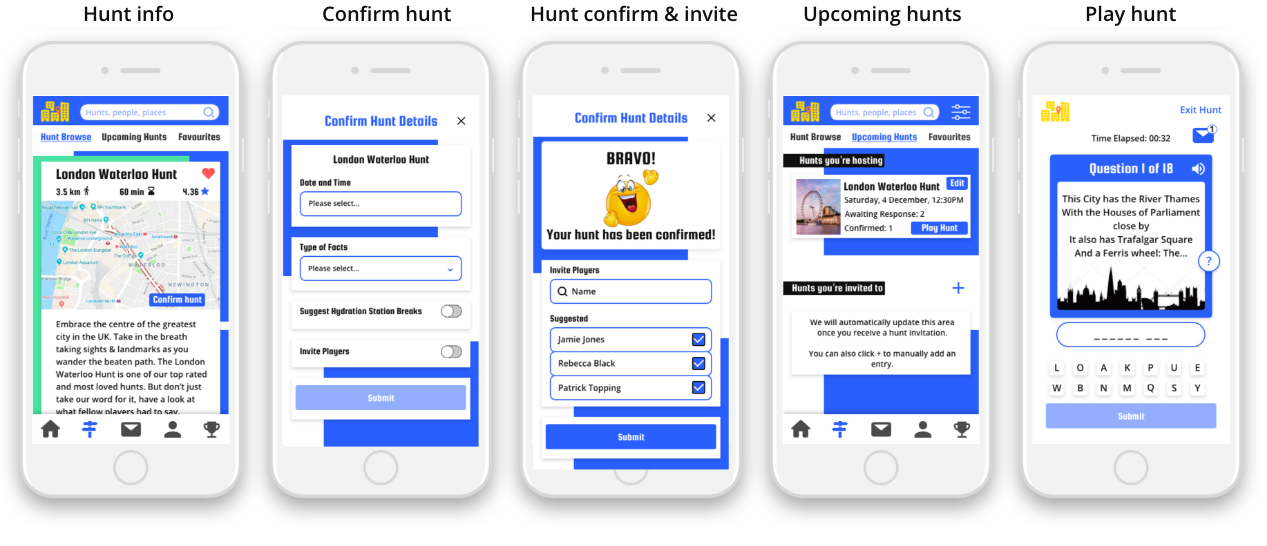 Hunt info
Confirm hunt
Hunt confirm & invite
Upcoming hunts
Play hunt
Hunts, people, places
Hunt Browse Upcoming Hunts Favourites
London Waterloo Hunt
3.5 km 60 min 4.36
WATERLOO
NEWINGTON
Confirm hunt
Embrace the centre of the greatest
city in the UK. Take in the breath
taking sights & landmarks as you
wander the beaten path. The London
Waterloo Hunt is one of our top rated
and most loved hunts. But don't just
take our word for it, have a look at
what fellow players had to say.
Confirm Hunt Details
London Waterloo Hunt
Date and Time
Please select...
Type of Facts
Please select...
Suggest Hydration Station Breaks
Invite Players
Submit
Confirm Hunt Details
BRAVO!
Your hunt has been confirmed!
Invite Players
Name
Suggested
Jamie Jones
Rebecca Black
Patrick Topping
Submit
Hunts, people, places
Hunt Browse Upcoming Hunts Favourites
Hunts you're hosting
London Waterloo Hunt Edit
Saturday, 4 December, 12:30PM
Awaiting Response: 2
Confirmed: 1 Play Hunt
Hunts you're invited to +
We will automatically update this area
once you receive a hunt invitation.
You can also click + to manually add an
entry.
Exit Hunt
Time Elapsed: 00:32 1
Question 1 of 18
This City has the River Thames
With the Houses of Parliament
close by
It also has Trafalgar Square
And a Ferris wheel: The...
?
______ ___
L O A K P U E
W B N M Q S Y
Submit